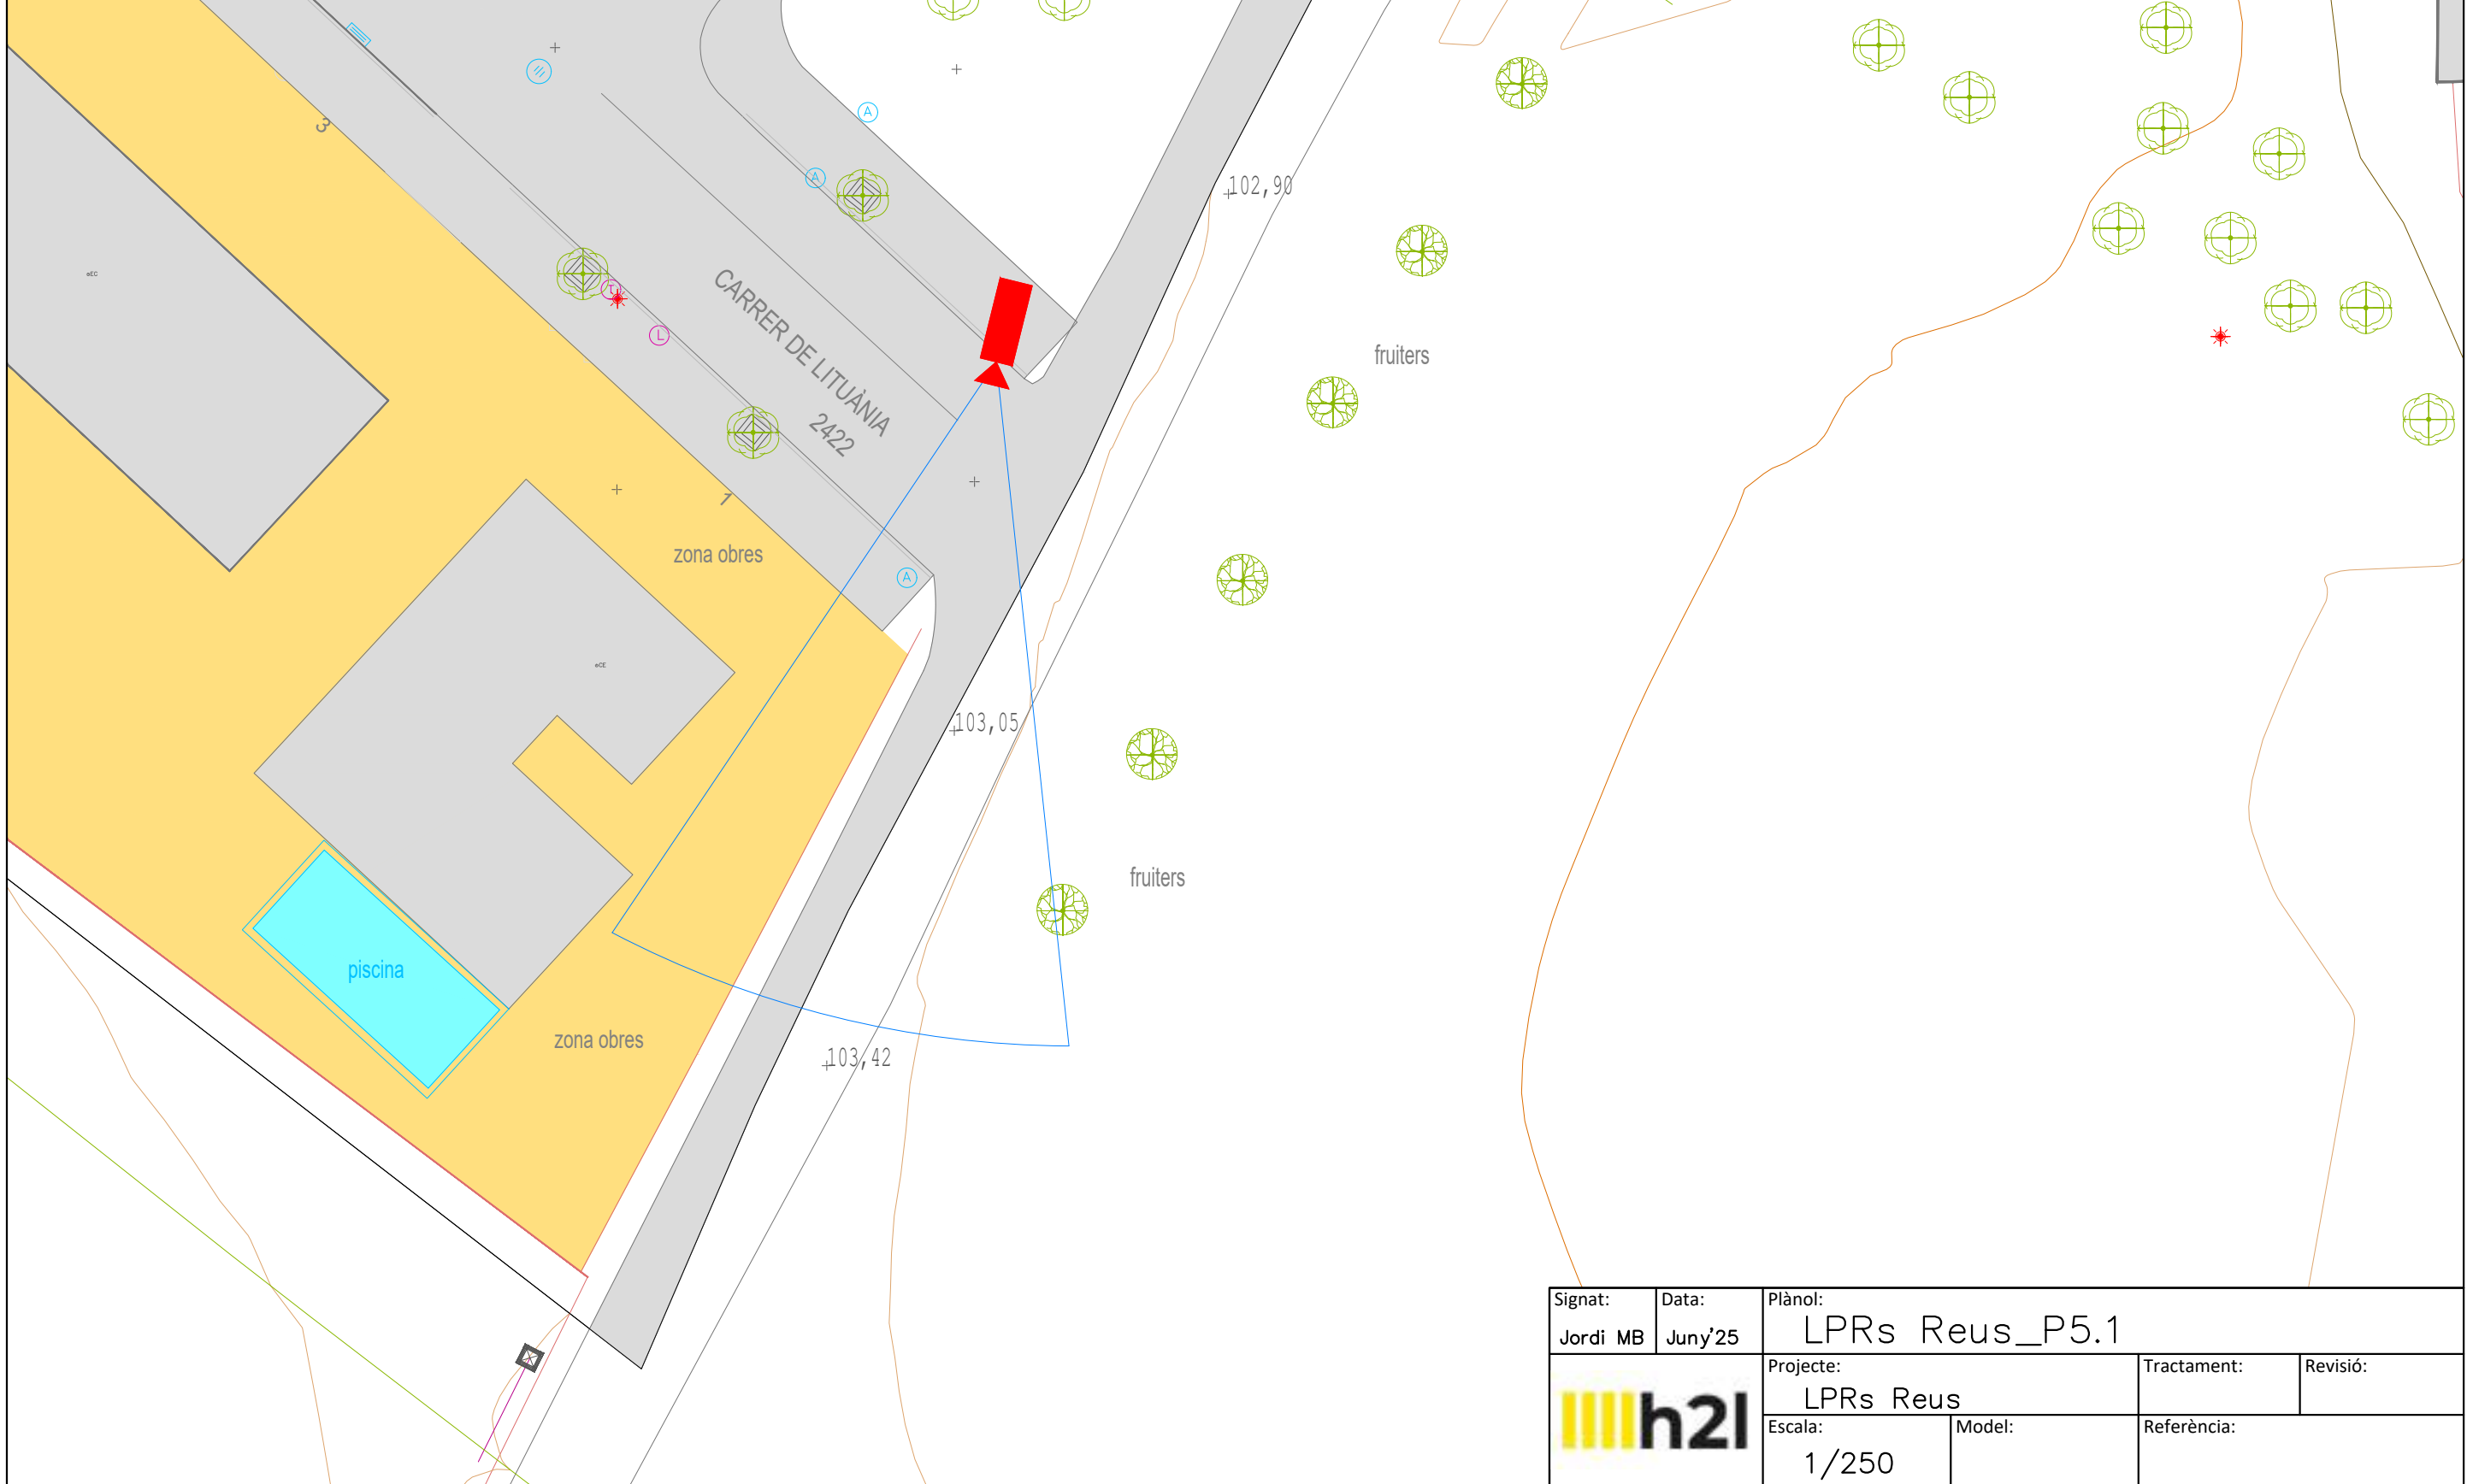 3
øEC
A
A
102,90
T
L
CARRER DE LITUÀNIA
2422
fruiters
1
zona obres
A
øCE
103,05
fruiters
piscina
zona obres
103,42
Signat:
Jordi MB
Data:
Juny'25
Plànol:
LPRs Reus_P5.1
h2l
Projecte:
LPRs Reus
Tractament:
Revisió:
Escala:
1/250
Model:
Referència: